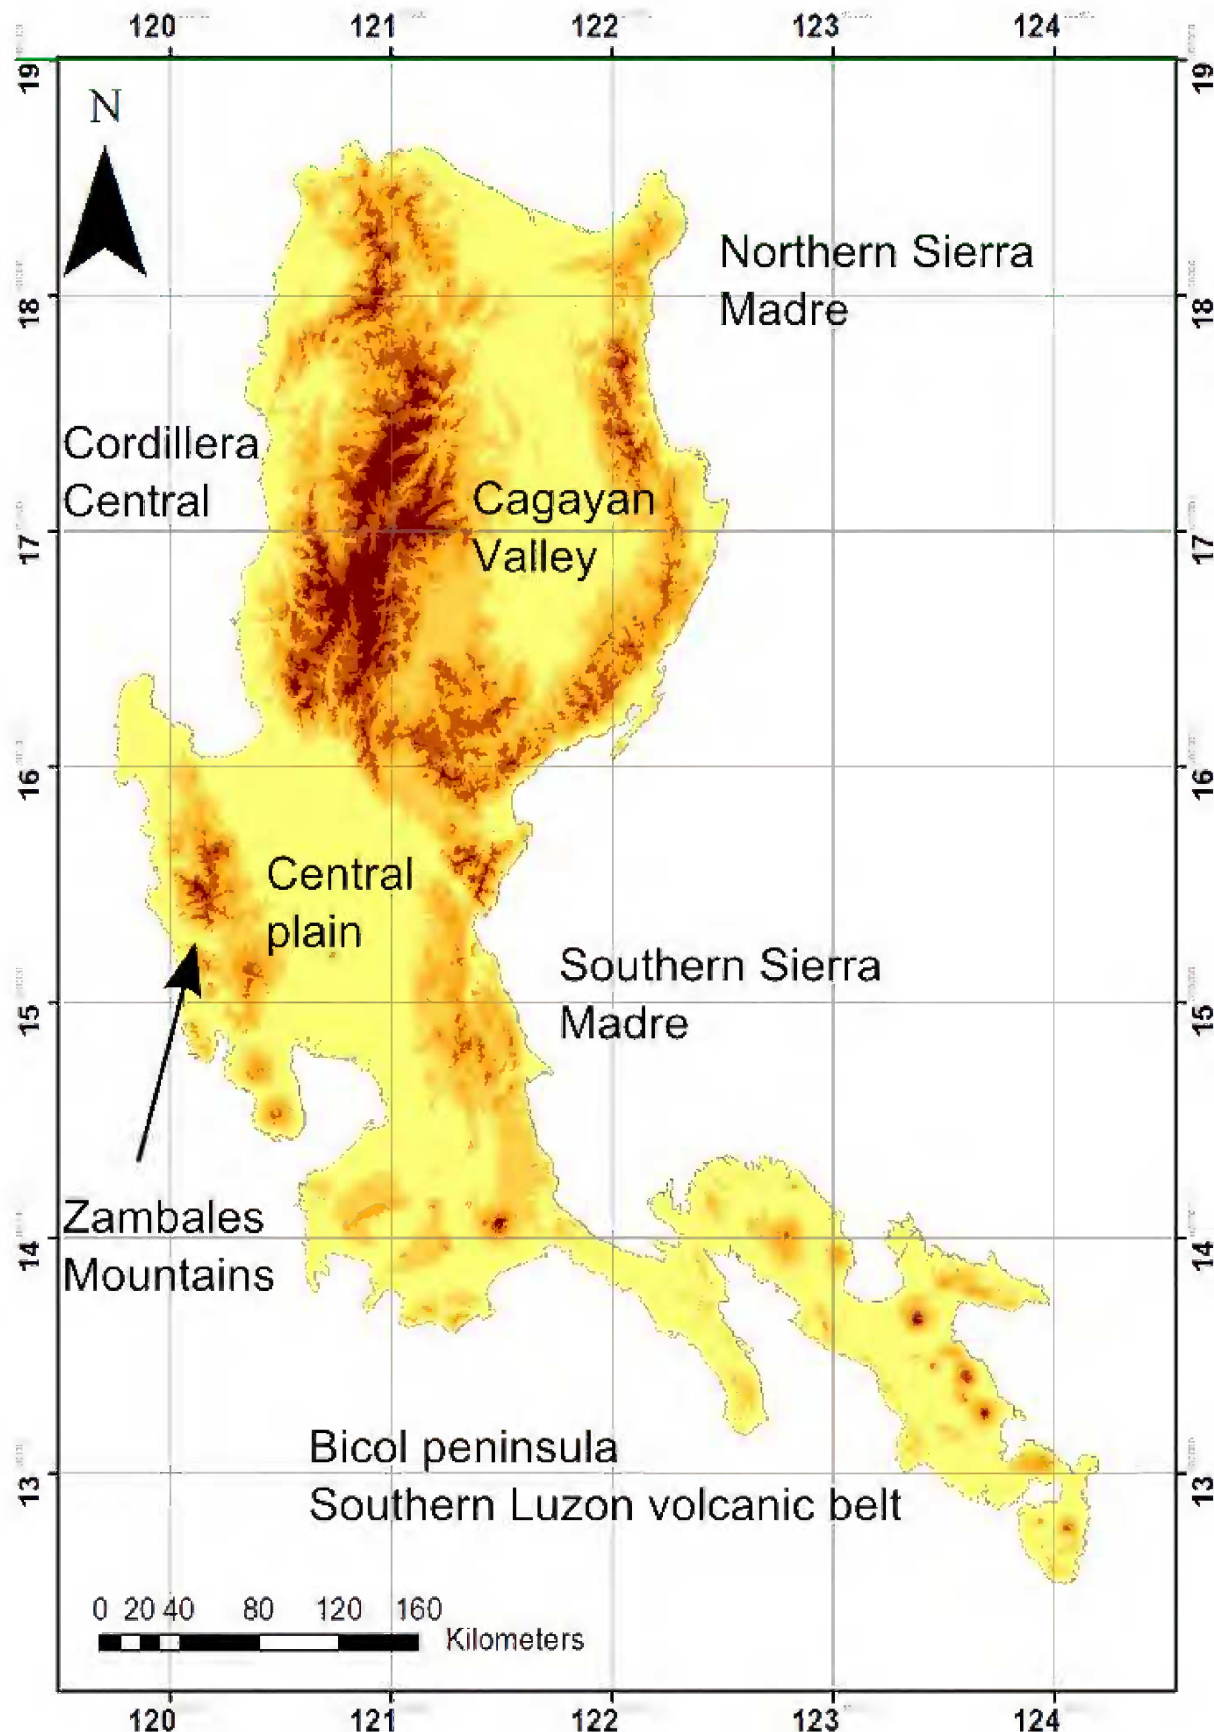 120 121 122 123 124
19 19
N
Northern Sierra
Madre
18 18
Cordillera
Central
Cagayan
Valley
17 17
16 16
Central
plain
Southern Sierra
Madre
15 15
Zambales
Mountains
14 14
Bicol peninsula
Southern Luzon volcanic belt
13 13
0 20 40 80 120 160
Kilometers
120 121 122 123 124